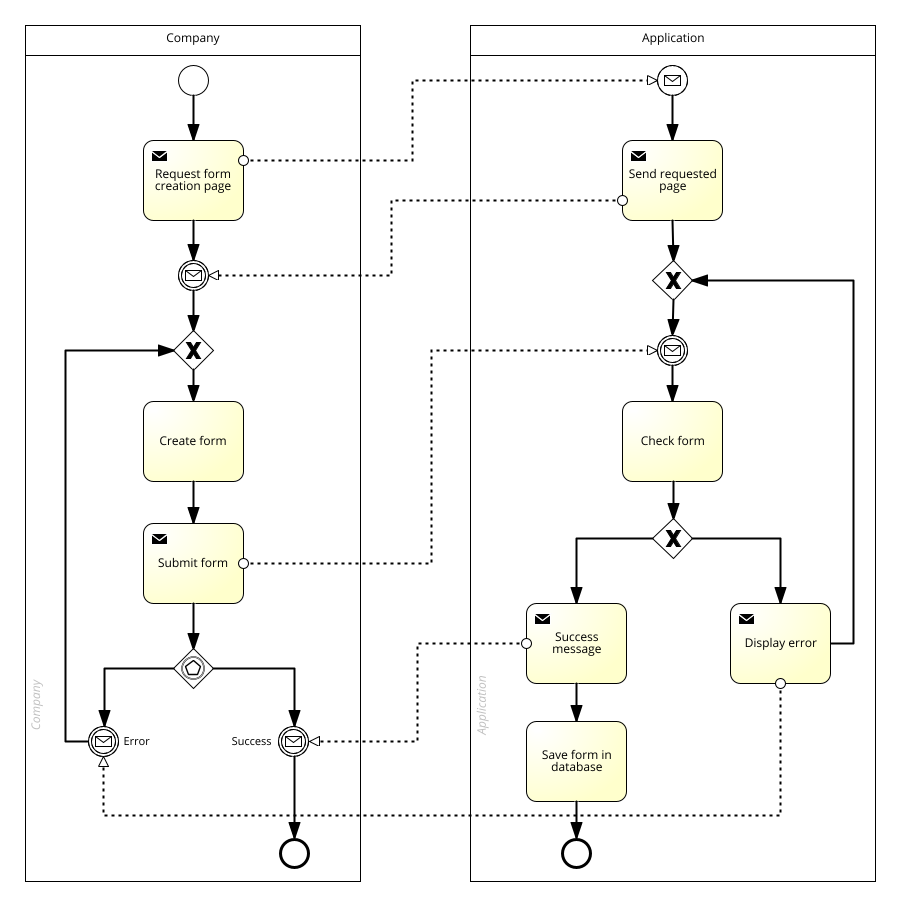 Company
Application
Request form
creation page
Send requested
page
Create form
Check form
Submit form
Success
message
Display error
Company
Application
Error
Success
Save form in
database